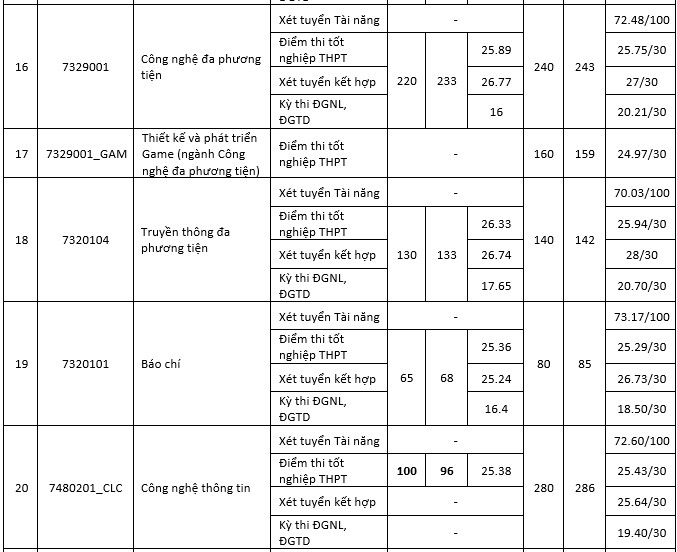 ĐGTD
16
7329001
Công nghệ đa phương
tiện
Xét tuyển Tài năng
-
72.48/100
Điểm thi tốt
nghiệp THPT
220
233
25.89
240
243
25.75/30
Xét tuyển kết hợp
26.77
27/30
Kỳ thi ĐGNL,
ĐGTD
16
20.21/30
17
7329001_GAM
Thiết kế và phát triển
Game (ngành Công
nghệ đa phương tiện)
Điểm thi tốt
nghiệp THPT
-
160
159
24.97/30
18
7320104
Truyền thông đa
phương tiện
Xét tuyển Tài năng
-
70.03/100
Điểm thi tốt
nghiệp THPT
130
133
26.33
140
142
25.94/30
Xét tuyển kết hợp
26.74
28/30
Kỳ thi ĐGNL,
ĐGTD
17.65
20.70/30
19
7320101
Báo chí
Xét tuyển Tài năng
-
73.17/100
Điểm thi tốt
nghiệp THPT
65
68
25.36
80
85
25.29/30
Xét tuyển kết hợp
25.24
26.73/30
Kỳ thi ĐGNL,
ĐGTD
16.4
18.50/30
20
7480201_CLC
Công nghệ thông tin
Xét tuyển Tài năng
-
72.60/100
Điểm thi tốt
nghiệp THPT
100
96
25.38
280
286
25.43/30
Xét tuyển kết hợp
-
25.64/30
Kỳ thi ĐGNL,
ĐGTD
-
19.40/30